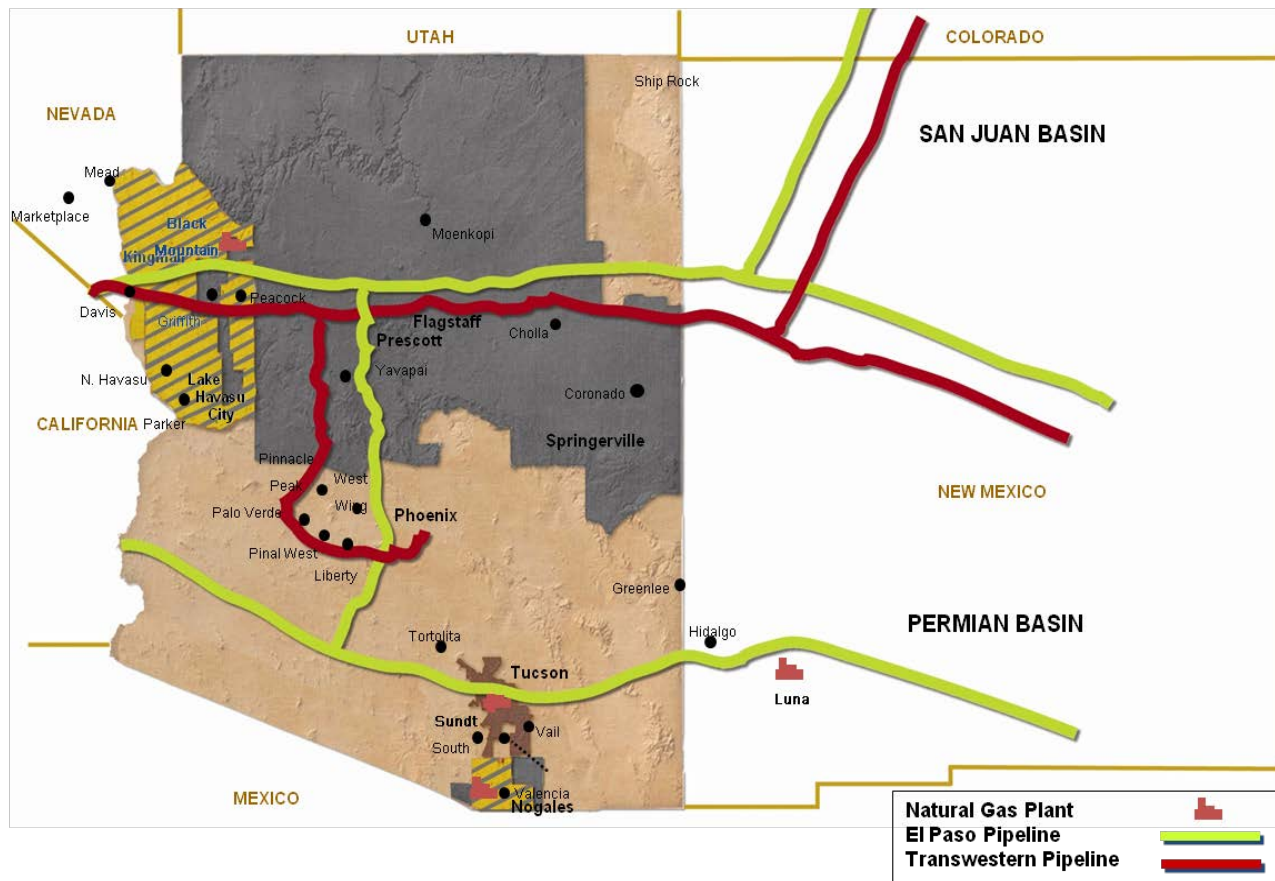 UTAH
COLORADO
Ship Rock
NEVADA
SAN JUAN BASIN
Mead
Marketplace
Black
Mountain
Kingman
Moenkopi
Peacock
Davis
Griffith
Flagstaff
Prescott
Cholla
Yavapai
N. Havasu
Lake
Havasu
City
Coronado
CALIFORNIA
Parker
Springerville
Pinnacle
Peak
West
Wing
NEW MEXICO
Palo Verde
Phoenix
Pinal West
Liberty
Greenlee
PERMIAN BASIN
Hidalgo
Tortolita
Tucson
Luna
Sundt
South
Vail
MEXICO
Valencia
Nogales
Natural Gas Plant
El Paso Pipeline
Transwestern Pipeline